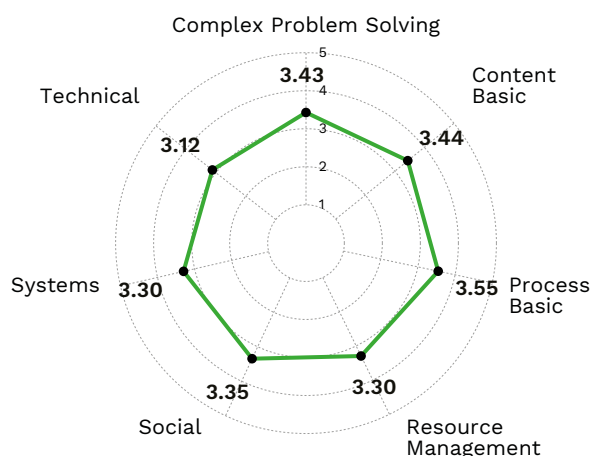 Complex Problem Solving
5
3.43
4
Content
Basic
Technical
3
3.12
3.44
2
1
Systems
3.30
3.55
Process
Basic
3.35
3.30
Social
Resource
Management